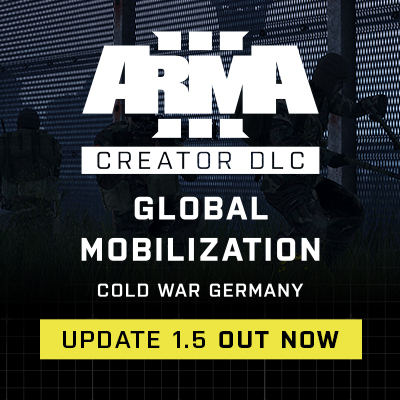 ARMA
III
CREATOR DLC
GLOBAL
MOBILIZATION
COLD WAR GERMANY
UPDATE 1.5 OUT NOW